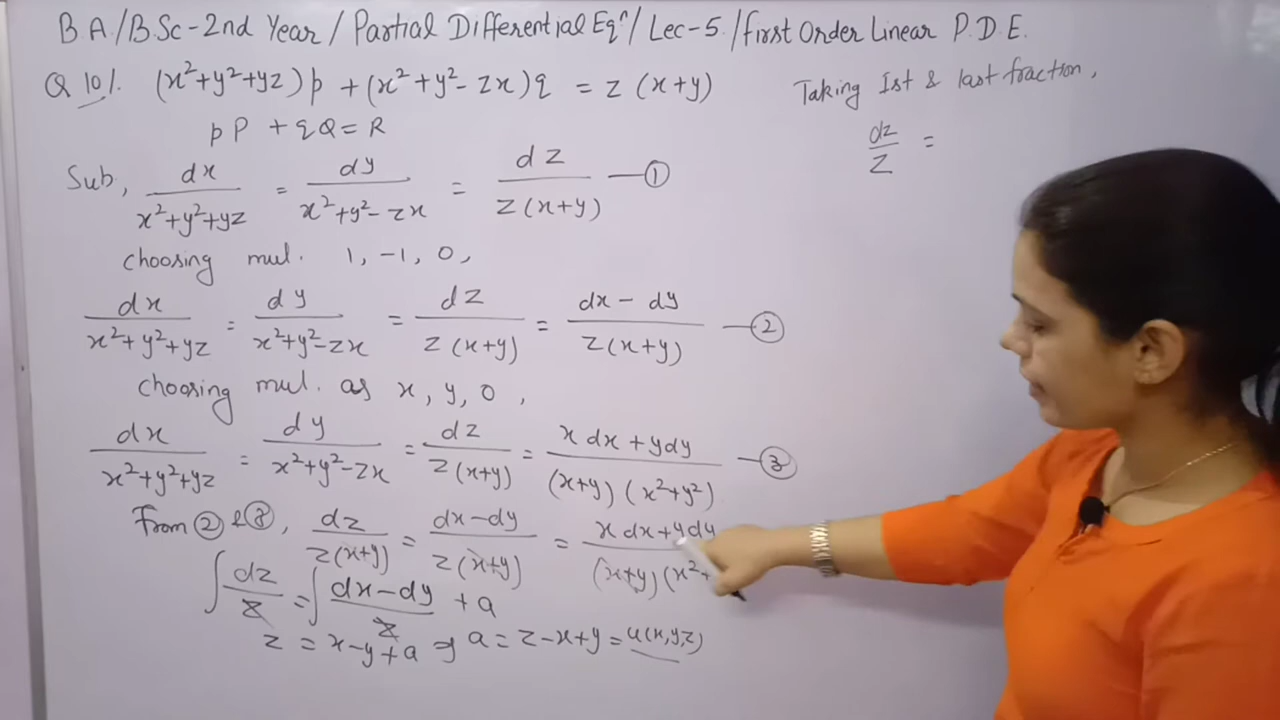 B.A./B.Sc-2nd Year/Partial Differential Eqⁿ/Lec-5/first Order Linear P.D.E.
Q 10/. (x²+y²+yz)p + (x²+y²-zx)q = z(x+y)
pP + qQ = R
Sub, dx/(x²+y²+yz) = dy/(x²+y²-zx) = dz/(z(x+y)) —①
choosing mul. 1, -1, 0,
dx/(x²+y²+yz) = dy/(x²+y²-zx) = dz/(z(x+y)) = (dx-dy)/(z(x+y)) —②
choosing mul. as x, y, 0,
dx/(x²+y²+yz) = dy/(x²+y²-zx) = dz/(z(x+y)) = (x dx+ydy)/((x+y)(x²+y²)) —③
From ② & ③, dz/(z(x+y)) = (dx-dy)/(z(x+y)) = (x dx+ydy)/((x+y)(x²+
∫dz/z = ∫(dx-dy)/z + a
z = x-y+a ⇒ a = z-x+y = u(x,y,z)
Taking Ist & last fraction,
dz/z =